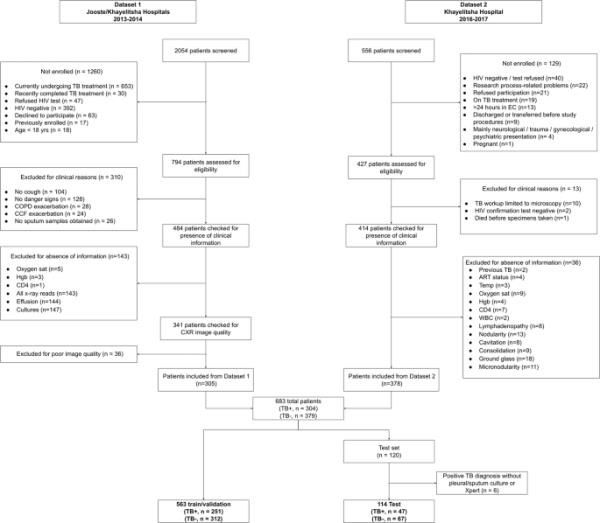 Dataset 1
Jooste/Khayelitsha Hospitals
2013-2014
Dataset 2
Khayelitsha Hospital
2016-2017
2054 patients screened
556 patients screened
Not enrolled (n = 1260)
● Currently undergoing TB treatment (n = 653)
● Recently completed TB treatment (n = 30)
● Refused HIV test (n = 47)
● HIV negative (n = 392)
● Declined to participate (n = 63)
● Previously enrolled (n = 17)
● Age < 18 yrs (n = 18)
Not enrolled (n = 129)
● HIV negative / test refused (n=40)
● Research process-related problems (n=22)
● Refused participation (n=21)
● On TB treatment (n=19)
● >24 hours in EC (n=13)
● Discharged or transferred before study
procedures (n=9)
● Mainly neurological / trauma / gynecological /
psychiatric presentation (n= 4)
● Pregnant (n=1)
794 patients assessed for
eligibility
427 patients assessed for
eligibility
Excluded for clinical reasons (n = 310)
● No cough (n = 104)
● No danger signs (n = 128)
● COPD exacerbation (n = 28)
● CCF exacerbation (n = 24)
● No sputum samples obtained (n = 26)
Excluded for clinical reasons (n = 13)
● TB workup limited to microscopy (n=10)
● HIV confirmation test negative (n=2)
● Died before specimens taken (n=1)
484 patients checked for
presence of clinical
information
414 patients checked for
presence of clinical
information
Excluded for absence of information (n=143)
● Oxygen sat (n=5)
● Hgb (n=3)
● CD4 (n=1)
● All x-ray reads (n=143)
● Effusion (n=144)
● Cultures (n=147)
Excluded for absence of information (n=36)
● Previous TB (n=2)
● ART status (n=4)
● Temp (n=3)
● Oxygen sat (n=9)
● Hgb (n=4)
● CD4 (n=7)
● WBC (n=2)
● Lymphadenopathy (n=8)
● Nodularity (n=13)
● Cavitation (n=8)
● Consolidation (n=9)
● Ground glass (n=18)
● Micronodularity (n=11)
341 patients checked for
CXR image quality
Excluded for poor image quality (n = 36)
Patients included from Dataset 1
(n=305)
Patients included from Dataset 2
(n=378)
683 total patients
(TB+, n = 304)
(TB-, n = 379)
Test set
(n = 120)
Positive TB diagnosis without
pleural/sputum culture or
Xpert (n = 6)
563 train/validation
(TB+, n = 251)
(TB-, n = 312)
114 Test
(TB+, n = 47)
(TB-, n = 67)